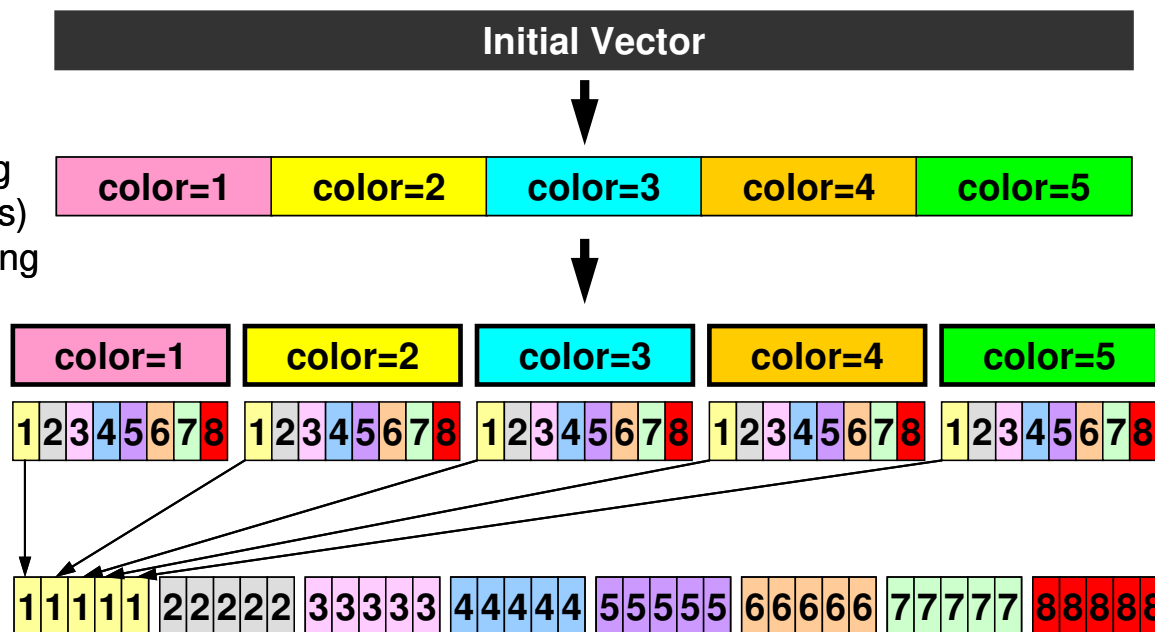 Initial Vector
g
color=1 color=2 color=3 color=4 color=5
s)
ng
color=1 color=2 color=3 color=4 color=5
12345678 12345678 12345678 12345678 12345678
11111 22222 33333 44444 55555 66666 77777 88888